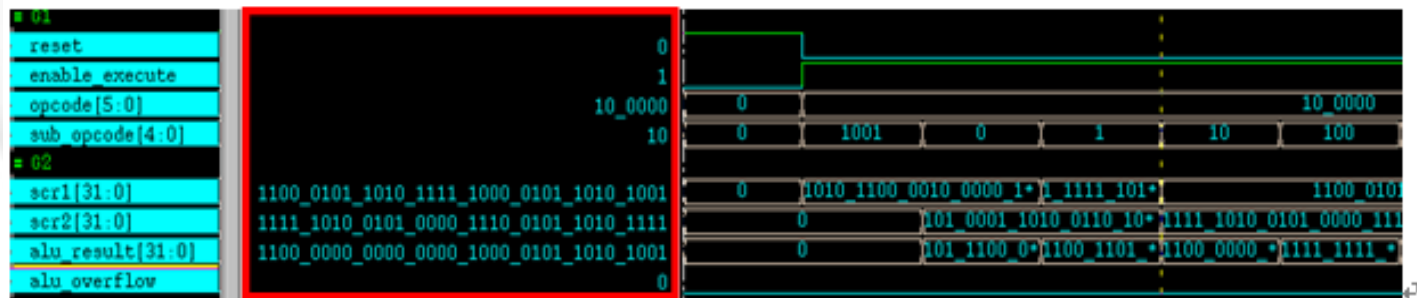 = G1
reset 0
enable_execute 1
opcode[5:0] 10_0000 0 10_0000
sub_opcode[4:0] 10 0 1001 0 1 10 100
= G2
scr1[31:0] 1100_0101_1010_1111_1000_0101_1010_1001 0 1010_1100_0010_0000_1* 1_1111_101* 1100_0101
scr2[31:0] 1111_1010_0101_0000_1110_0101_1010_1111 0 101_0001_1010_0110_10* 1111_1010_0101_0000_111
alu_result[31:0] 1100_0000_0000_0000_1000_0101_1010_1001 0 101_1100_0* 1100_1101_* 1100_0000_* 1111_1111_*
alu_overflow 0